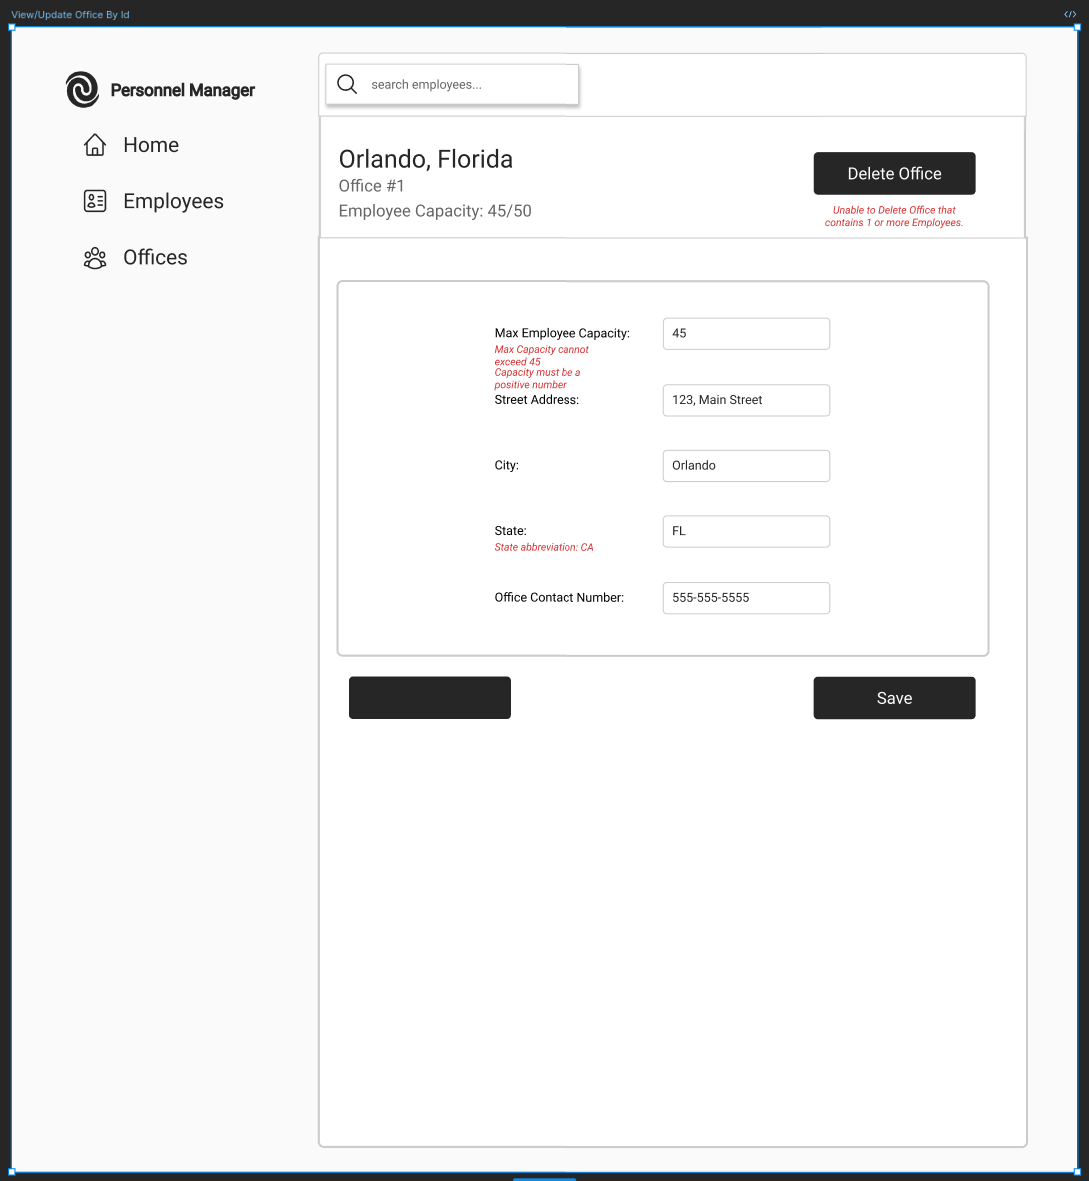 View/Update Office By Id
</>
Personnel Manager
Home
Employees
Offices
search employees...
Orlando, Florida
Office #1
Employee Capacity: 45/50
Delete Office
Unable to Delete Office that
contains 1 or more Employees.
Max Employee Capacity:
45
Max Capacity cannot
exceed 45
Capacity must be a
positive number
Street Address:
123, Main Street
City:
Orlando
State:
FL
State abbreviation: CA
Office Contact Number:
555-555-5555
Save